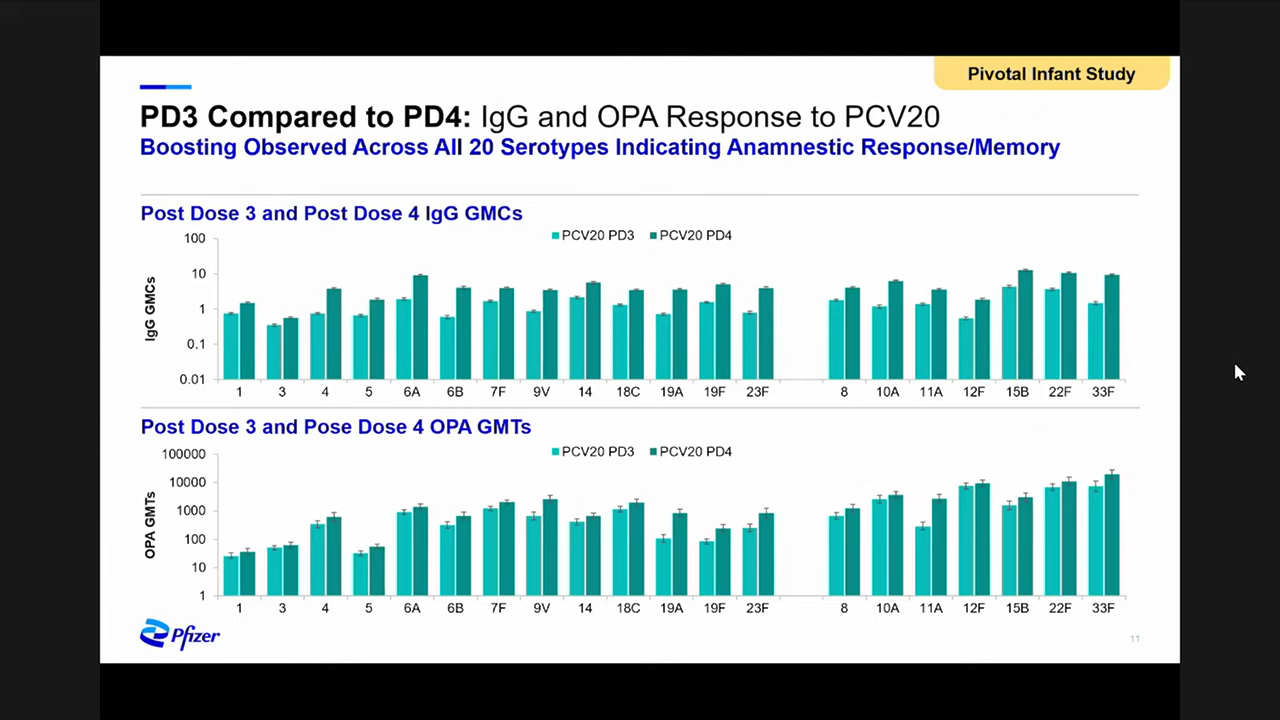 Pivotal Infant Study
PD3 Compared to PD4: IgG and OPA Response to PCV20
Boosting Observed Across All 20 Serotypes Indicating Anamnestic Response/Memory
Post Dose 3 and Post Dose 4 IgG GMCs
PCV20 PD3 PCV20 PD4
IgG GMCs
100
10
1
0.1
0.01
1 3 4 5 6A 6B 7F 9V 14 18C 19A 19F 23F 8 10A 11A 12F 15B 22F 33F
Post Dose 3 and Pose Dose 4 OPA GMTs
PCV20 PD3 PCV20 PD4
OPA GMTs
100000
10000
1000
100
10
1
1 3 4 5 6A 6B 7F 9V 14 18C 19A 19F 23F 8 10A 11A 12F 15B 22F 33F
Pfizer
11